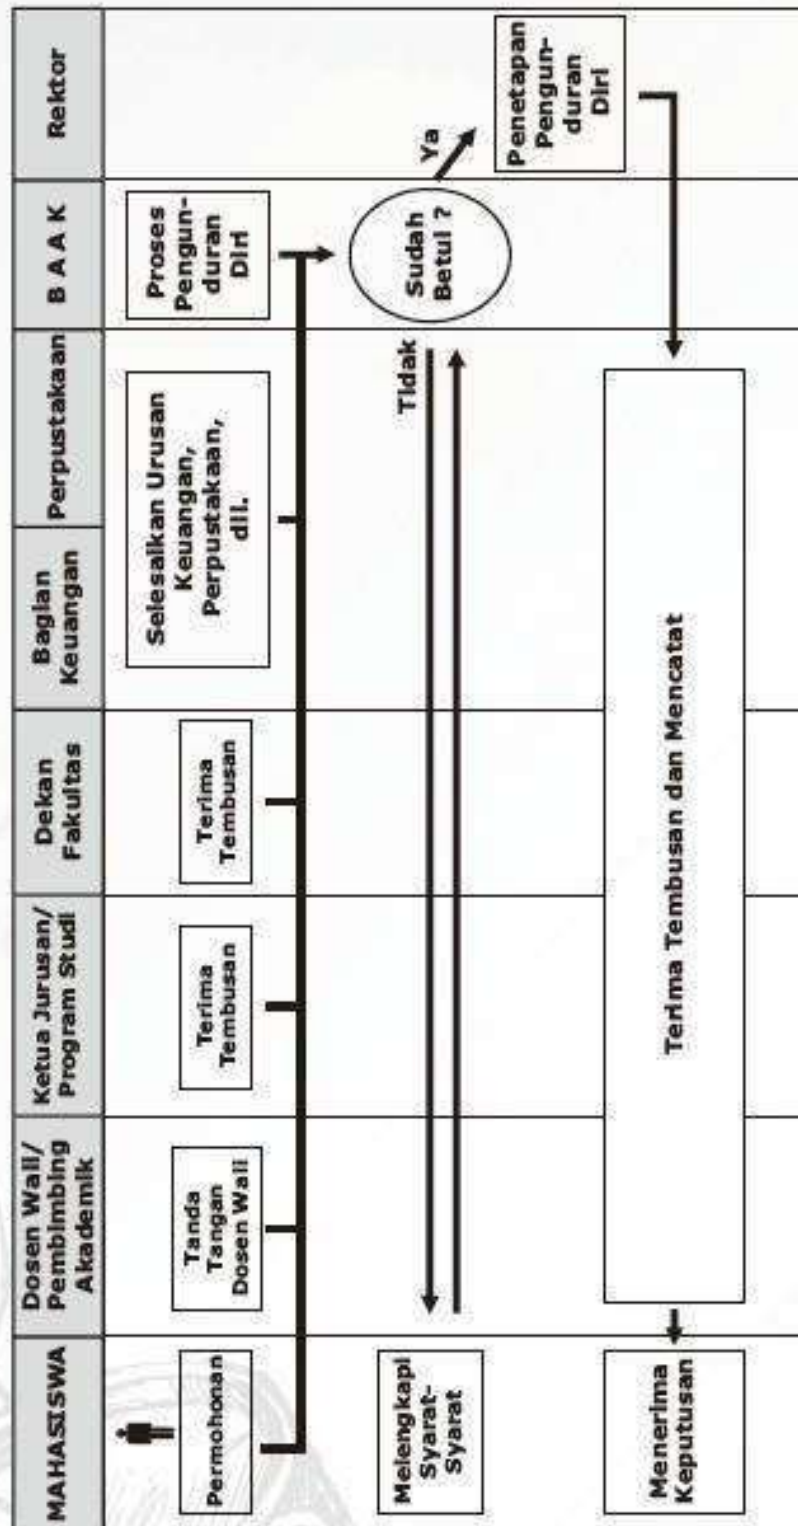 MAHASISWA
Dosen Wali/
Pembimbing
Akademik
Ketua Jurusan/
Program Studi
Dekan
Fakultas
Bagian
Keuangan
Perpustakaan
B A A K
Rektor
Permohonan
Tanda
Tangan
Dosen Wali
Terima
Tembusan
Terima
Tembusan
Selesaikan Urusan
Keuangan,
Perpustakaan,
dll.
Proses
Pengun-
duran
Diri
Melengkapi
Syarat-
Syarat
Tidak
Sudah
Betul ?
Ya
Penetapan
Pengun-
duran
Diri
Menerima
Keputusan
Terima Tembusan dan Mencatat